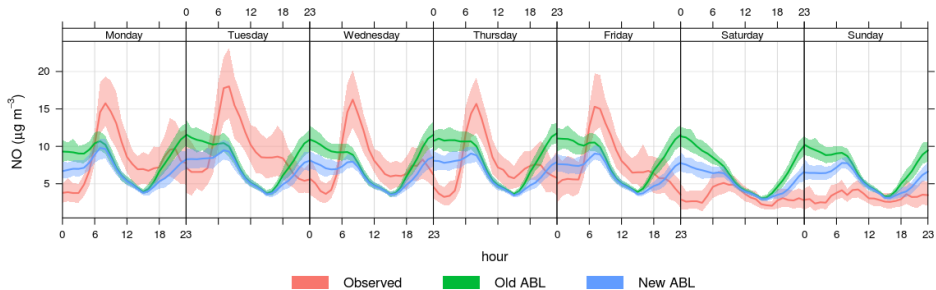 0 6 12 18 23 0 6 12 18 23 0 6 12 18 23
Monday Tuesday Wednesday Thursday Friday Saturday Sunday
20
15
10
5
NO (µg m⁻³)
0 6 12 18 23 0 6 12 18 23 0 6 12 18 23 0 6 12 18 23
hour
Observed Old ABL New ABL